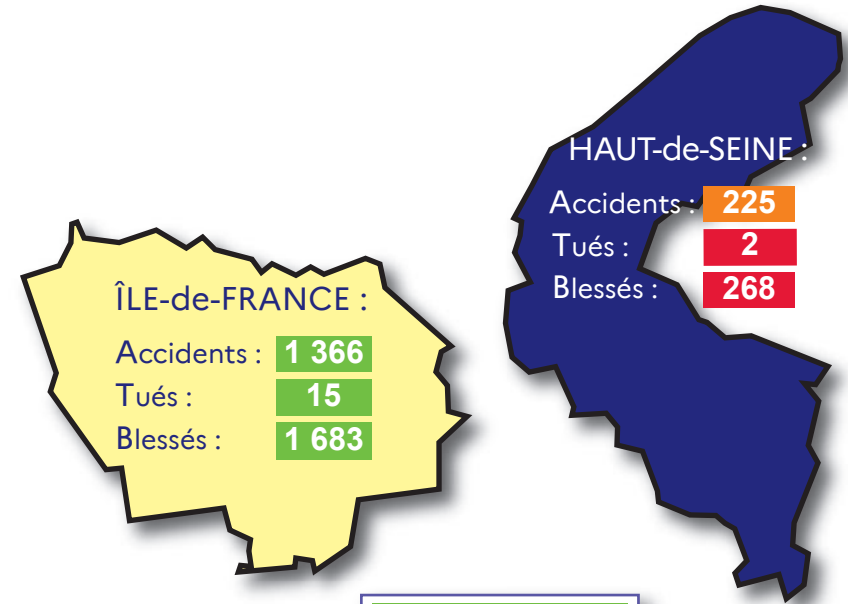 HAUT-de-SEINE :
Accidents : 225
Tués : 2
Blessés : 268
ÎLE-de-FRANCE :
Accidents : 1 366
Tués : 15
Blessés : 1 683